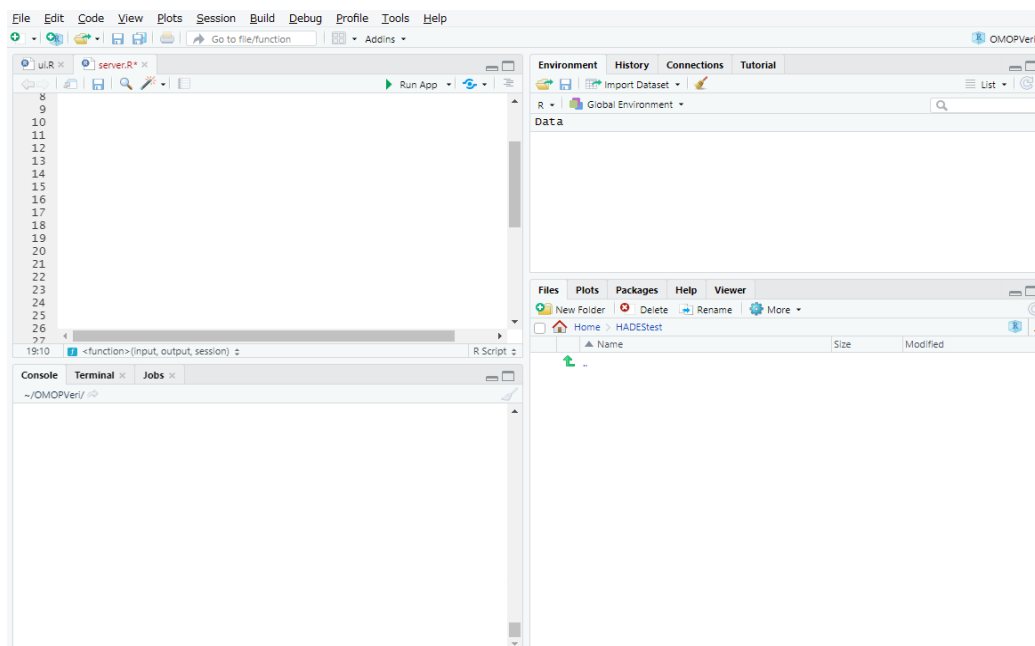 File Edit Code View Plots Session Build Debug Profile Tools Help
Go to file/function Addins OMOPVeri
ui.R server.R*
Run App
8
9
10
11
12
13
14
15
16
17
18
19
20
21
22
23
24
25
26
27
19:10 <function>(input, output, session) R Script
Console Terminal Jobs
~/OMOPVeri/
Environment History Connections Tutorial
Import Dataset List
R Global Environment
Data
Files Plots Packages Help Viewer
New Folder Delete Rename More
Home HADEStest
Name Size Modified
..